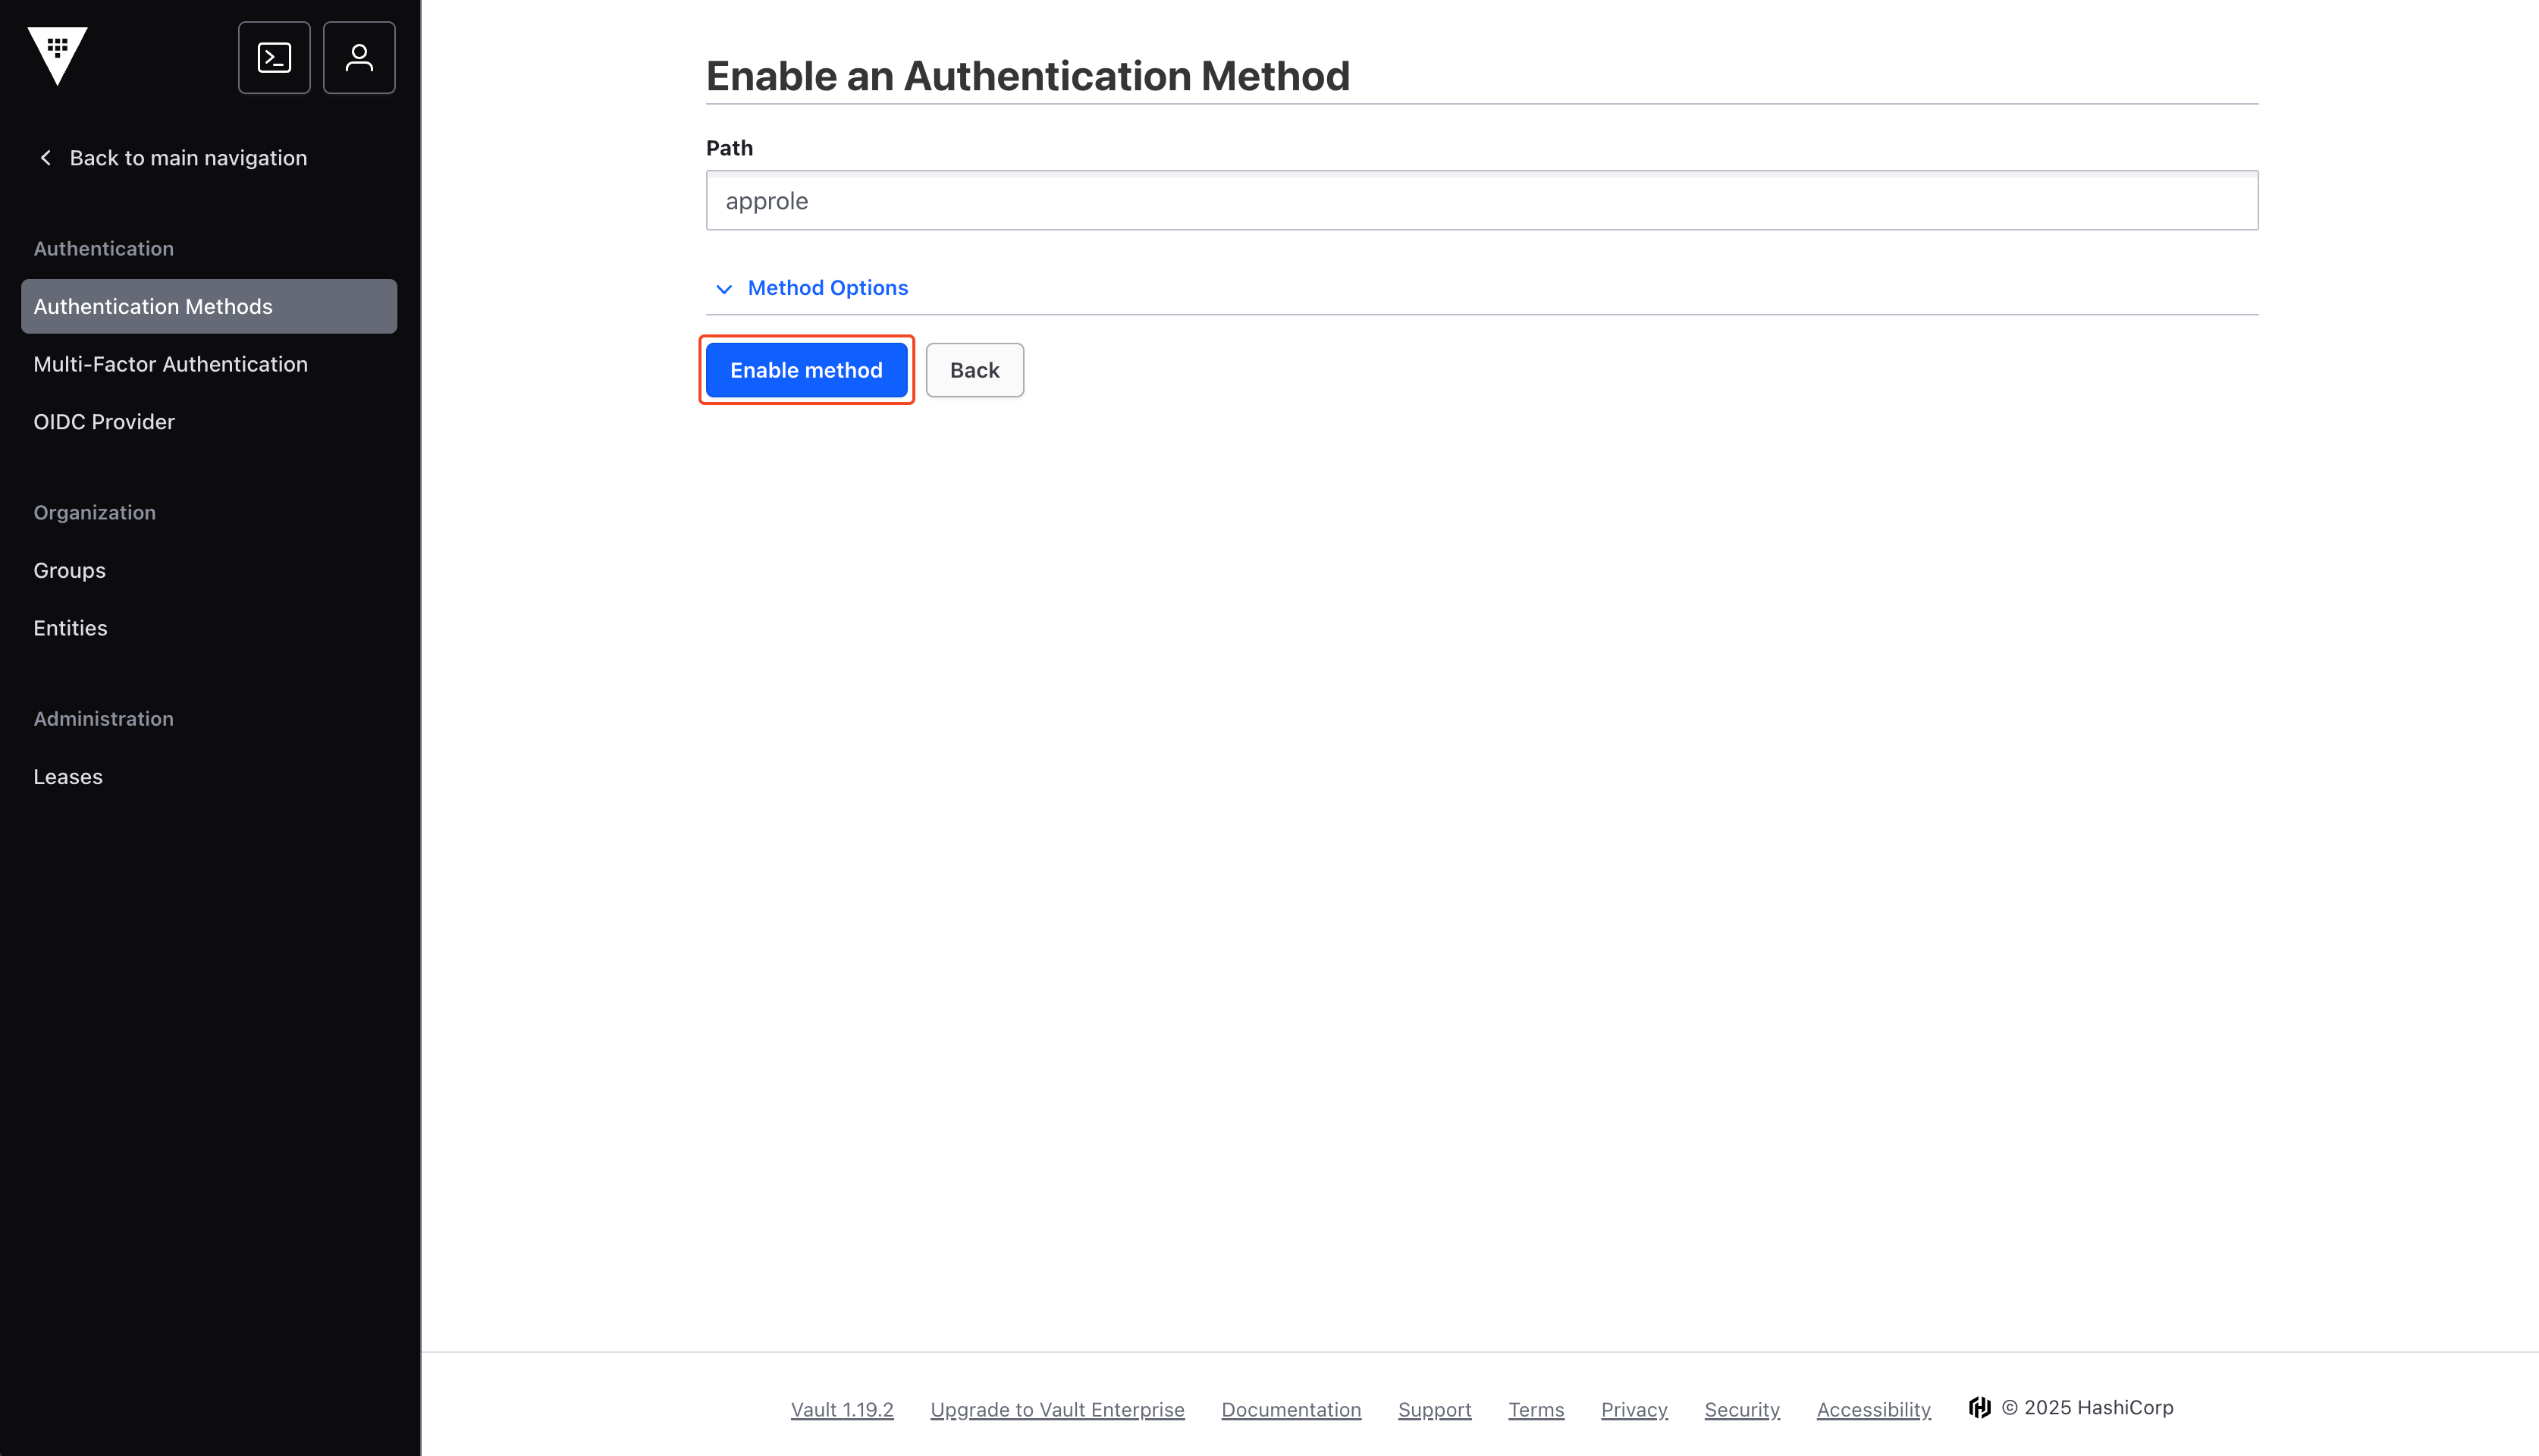 Back to main navigation
Authentication
Authentication Methods
Multi-Factor Authentication
OIDC Provider
Organization
Groups
Entities
Administration
Leases
Enable an Authentication Method
Path
approle
Method Options
Enable method
Back
Vault 1.19.2
Upgrade to Vault Enterprise
Documentation
Support
Terms
Privacy
Security
Accessibility
© 2025 HashiCorp